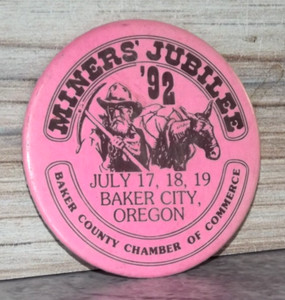 MINERS' JUBILEE
'92
JULY 17, 18, 19
BAKER CITY,
OREGON
BAKER COUNTY CHAMBER OF COMMERCE